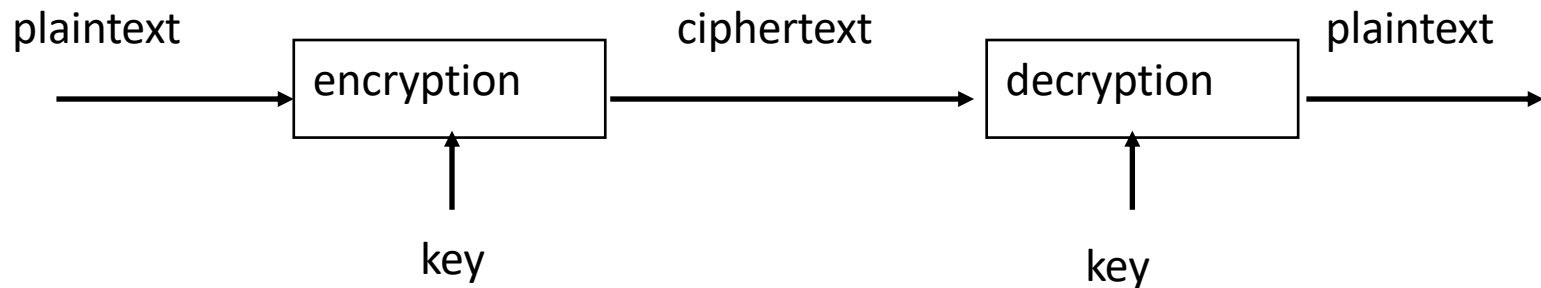 plaintext
ciphertext
plaintext
encryption
decryption
key
key